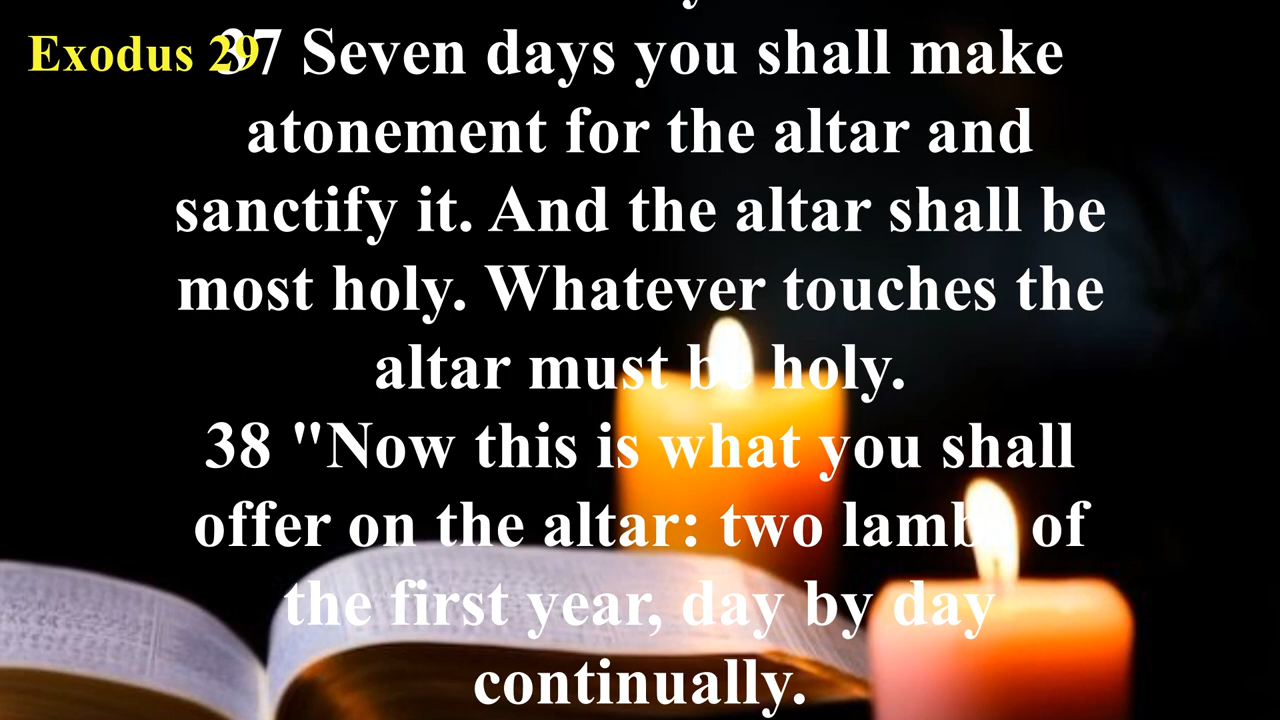 Exodus 29
37 Seven days you shall make
atonement for the altar and
sanctify it. And the altar shall be
most holy. Whatever touches the
altar must be holy.
38 "Now this is what you shall
offer on the altar: two lambs of
the first year, day by day
continually.